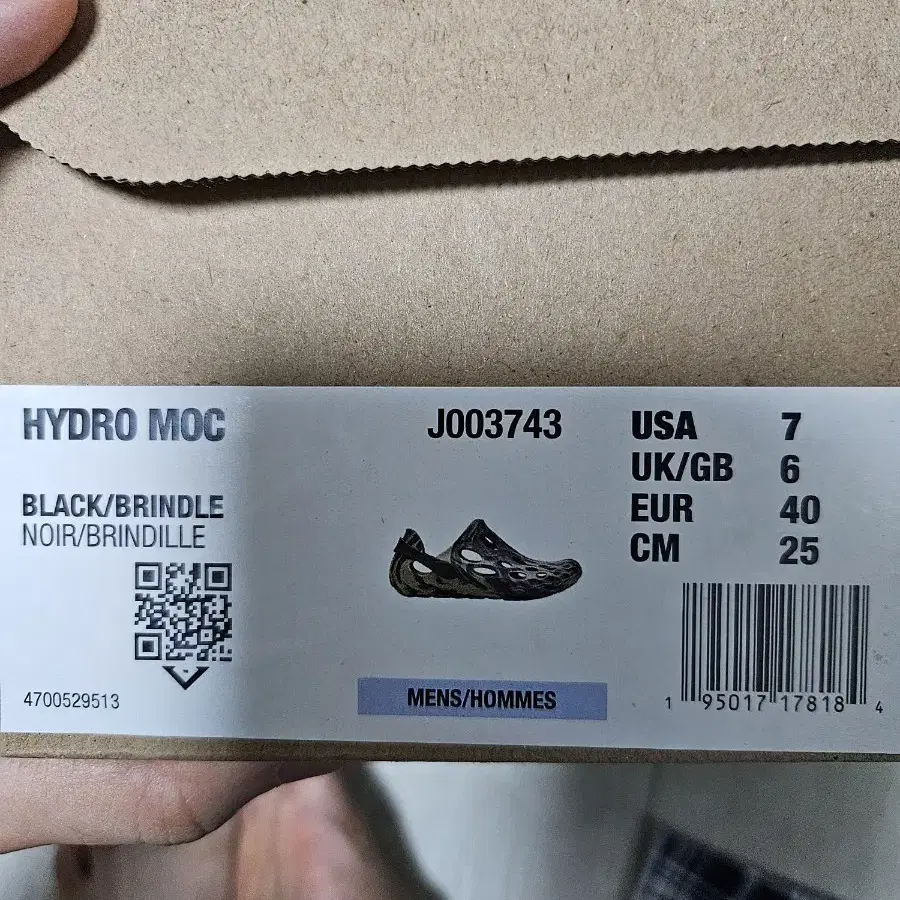 HYDRO MOC
J003743
BLACK/BRINDLE
NOIR/BRINDILLE
4700529513
MENS/HOMMES
USA 7
UK/GB 6
EUR 40
CM 25
1 95017 17818 4